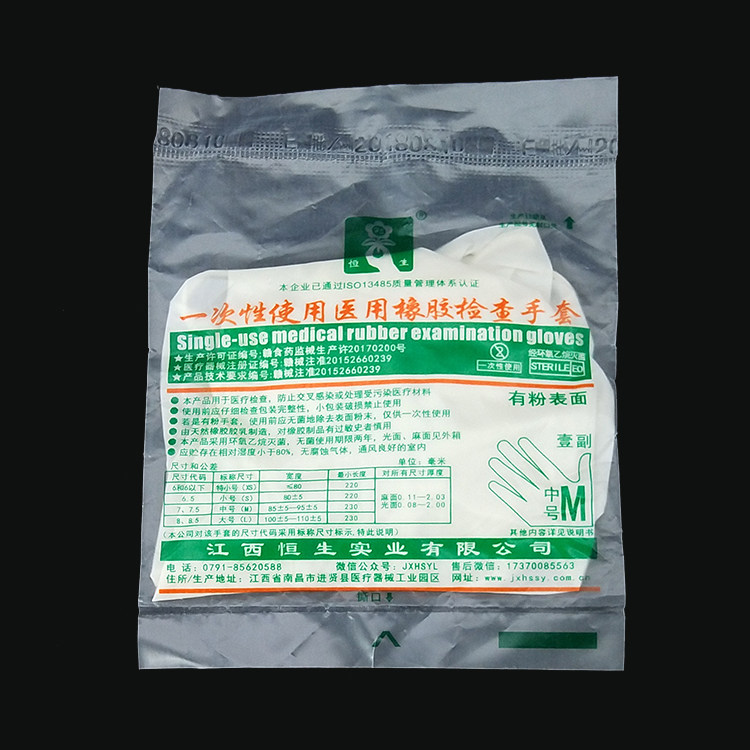 20180810
恒生
®
本企业已通过ISO13485质量管理体系认证
一次性使用医用橡胶检查手套
Single-use medical rubber examination gloves
★生产许可证编号:赣食药监械生产许20170200号
★医疗器械注册证编号:赣械注准20152660239
★产品技术要求编号:赣械注准20152660239
一次性使用
经环氧乙烷灭菌
STERILE EO
●本产品用于医疗检查，防止交叉感染或处理受污染医疗材料
●使用前应仔细检查包装完整性，小包装破损禁止使用
●若是有粉手套，使用前应无菌地除去表面粉末，仅供一次性使用
●由天然橡胶胶乳制造，对橡胶制品有过敏史者慎用
●本产品采用环氧乙烷灭菌，无菌使用期限两年，光面、麻面见外箱
●应贮存在相对湿度小于80%，无腐蚀气体，通风良好的室内
有粉表面
壹副
中号M
尺寸和公差 单位：毫米
尺寸代码 标称尺寸 宽度 最小长度 对所有尺寸厚度
6和6以下 特小号(XS) ≤80 220
6.5 小号(S) 80±5 220
7、7.5 中号(M) 85±5—95±5 230
8、8.5 大号(L) 100±5—110±5 230
麻面0.11—2.03
光面0.08—2.00
(本公司对该手套的尺寸代码采用标称尺寸标示,特此说明)
其他内容详见说明书
江西恒生实业有限公司
电话：0791-85620588 微信公众号：JXHSYL 售后微信：17370085563
住所/生产地址：江西省南昌市进贤县医疗器械工业园区 网址：www.jxhssy.com.cn
撕口